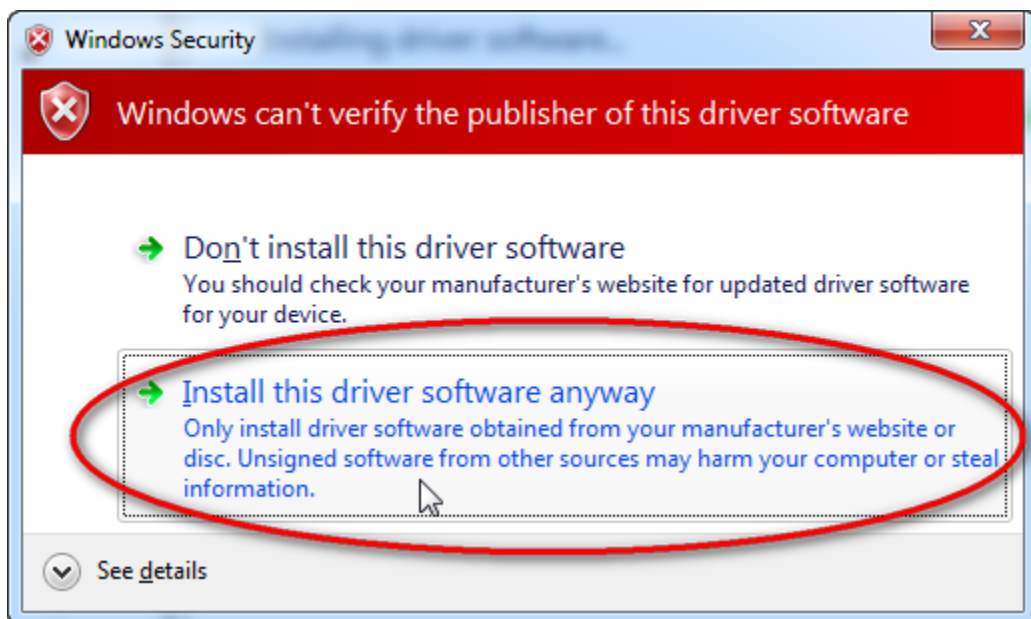 Windows Security
Installing driver software...
Windows can't verify the publisher of this driver software
Don't install this driver software
You should check your manufacturer's website for updated driver software
for your device.
Install this driver software anyway
Only install driver software obtained from your manufacturer's website or
disc. Unsigned software from other sources may harm your computer or steal
information.
See details